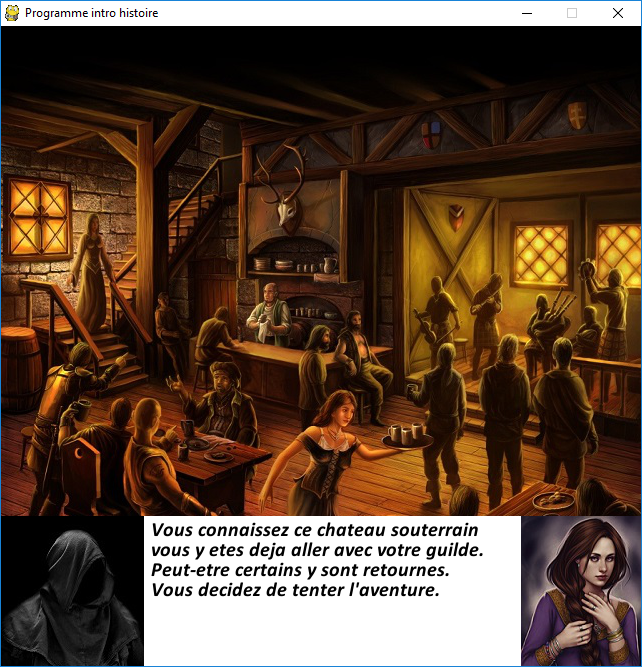 Programme intro histoire
Vous connaissez ce chateau souterrain
vous y etes deja aller avec votre guilde.
Peut-etre certains y sont retournes.
Vous decidez de tenter l'aventure.